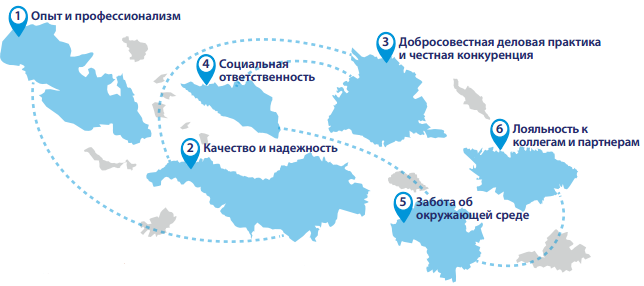 1 Опыт и профессионализм
3 Добросовестная деловая практика
и честная конкуренция
4 Социальная
ответственность
6 Лояльность к
коллегам и партнерам
2 Качество и надежность
5 Забота об
окружающей среде